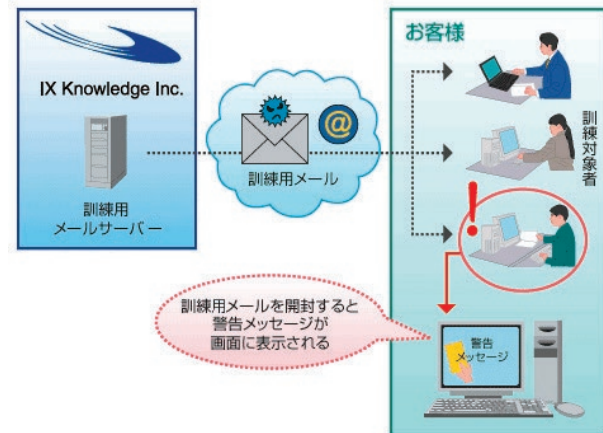 IX Knowledge Inc.
訓練用
メールサーバー
@
訓練用メール
お客様
訓練対象者
!
訓練用メールを開封すると
警告メッセージが
画面に表示される
警告
メッセージ